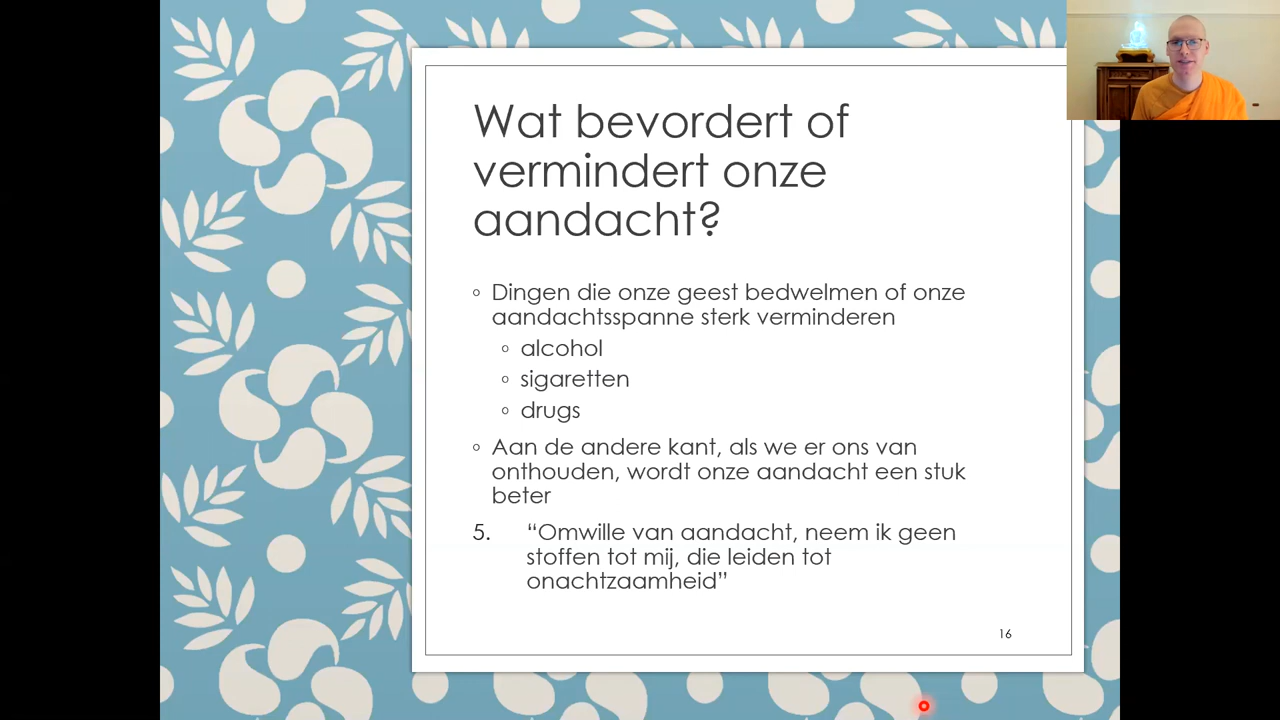 Wat bevordert of
vermindert onze
aandacht?
Dingen die onze geest bedwelmen of onze
aandachtsspanne sterk verminderen
alcohol
sigaretten
drugs
Aan de andere kant, als we er ons van
onthouden, wordt onze aandacht een stuk
beter
5. “Omwille van aandacht, neem ik geen
stoffen tot mij, die leiden tot
onachtzaamheid”
16